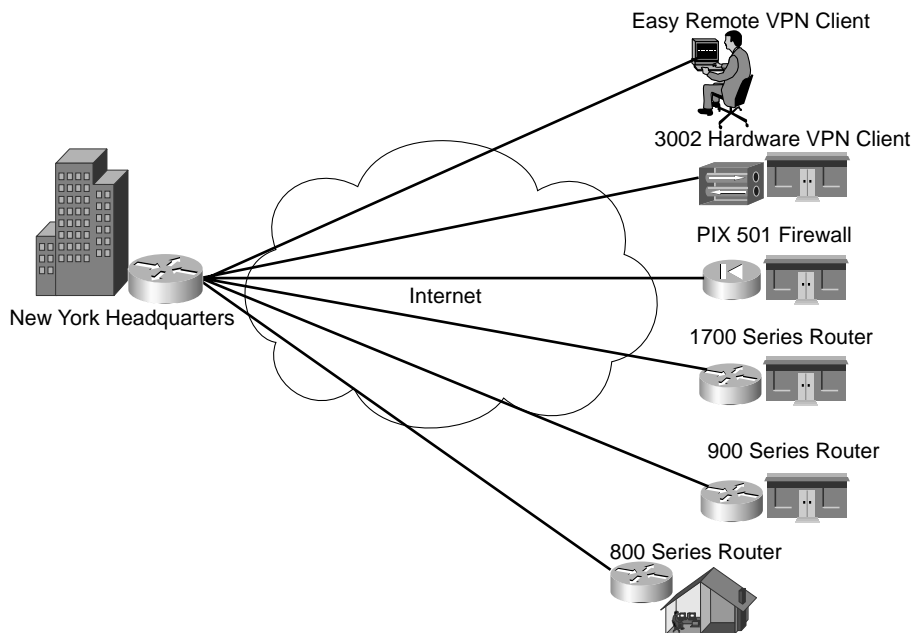 Easy Remote VPN Client
3002 Hardware VPN Client
PIX 501 Firewall
Internet
New York Headquarters
1700 Series Router
900 Series Router
800 Series Router